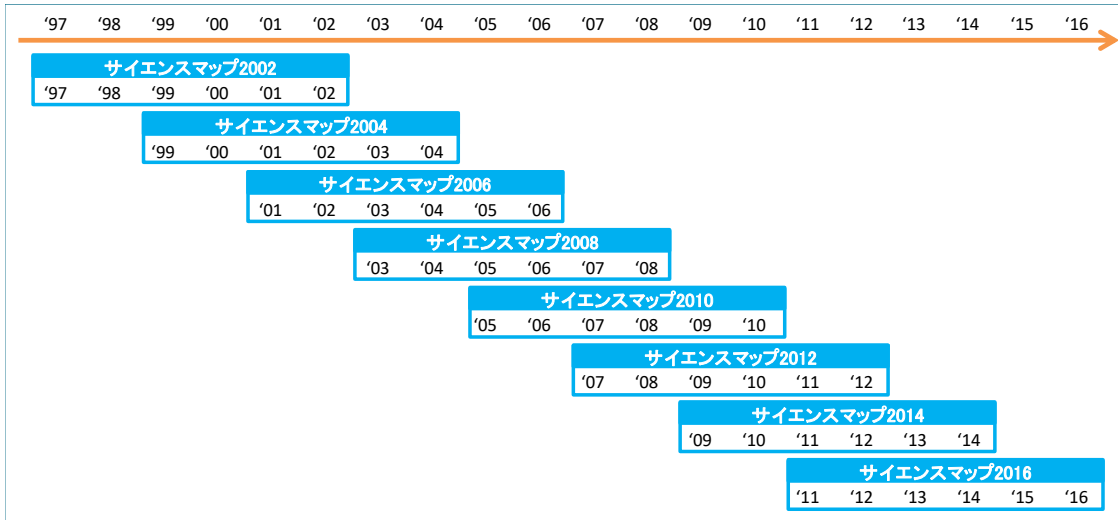 ‘97 ‘98 ‘99 ‘00 ‘01 ‘02 ‘03 ‘04 ‘05 ‘06 ‘07 ‘08 ‘09 ‘10 ‘11 ‘12 ‘13 ‘14 ‘15 ‘16
サイエンスマップ2002
‘97 ‘98 ‘99 ‘00 ‘01 ‘02
サイエンスマップ2004
‘99 ‘00 ‘01 ‘02 ‘03 ‘04
サイエンスマップ2006
‘01 ‘02 ‘03 ‘04 ‘05 ‘06
サイエンスマップ2008
‘03 ‘04 ‘05 ‘06 ‘07 ‘08
サイエンスマップ2010
‘05 ‘06 ‘07 ‘08 ‘09 ‘10
サイエンスマップ2012
‘07 ‘08 ‘09 ‘10 ‘11 ‘12
サイエンスマップ2014
‘09 ‘10 ‘11 ‘12 ‘13 ‘14
サイエンスマップ2016
‘11 ‘12 ‘13 ‘14 ‘15 ‘16